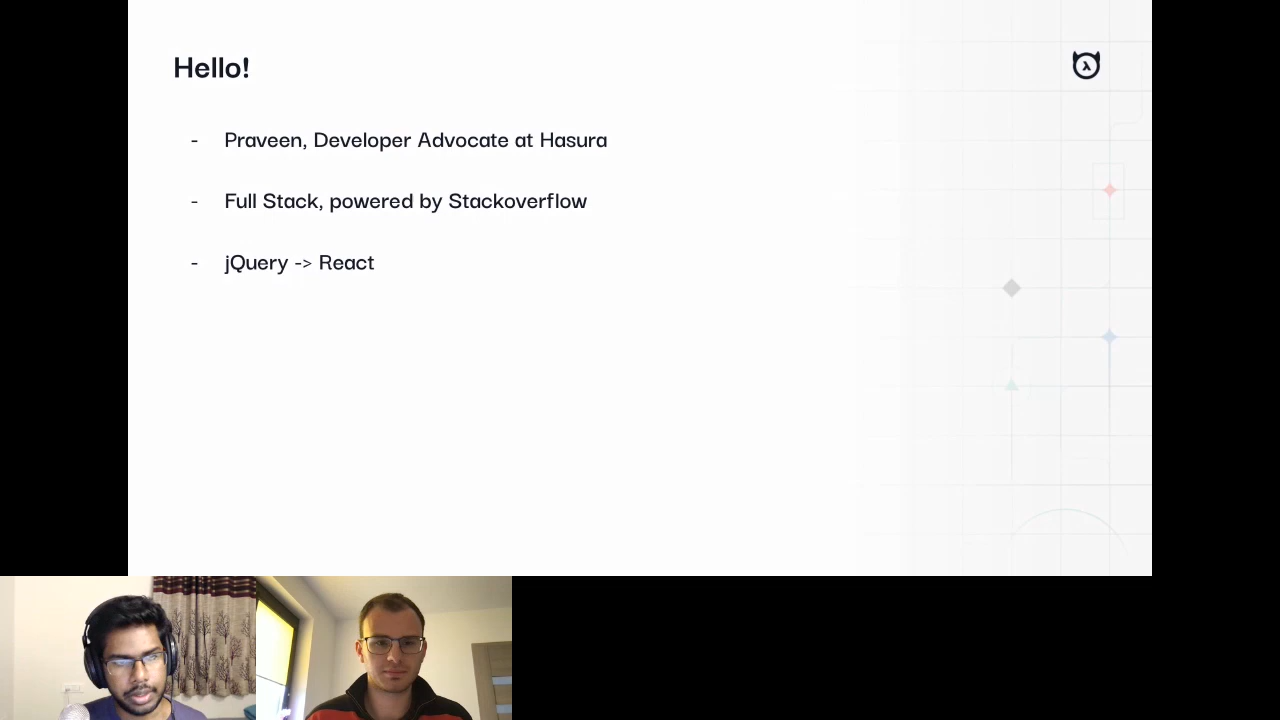 Hello!
- Praveen, Developer Advocate at Hasura
- Full Stack, powered by Stackoverflow
- jQuery -> React